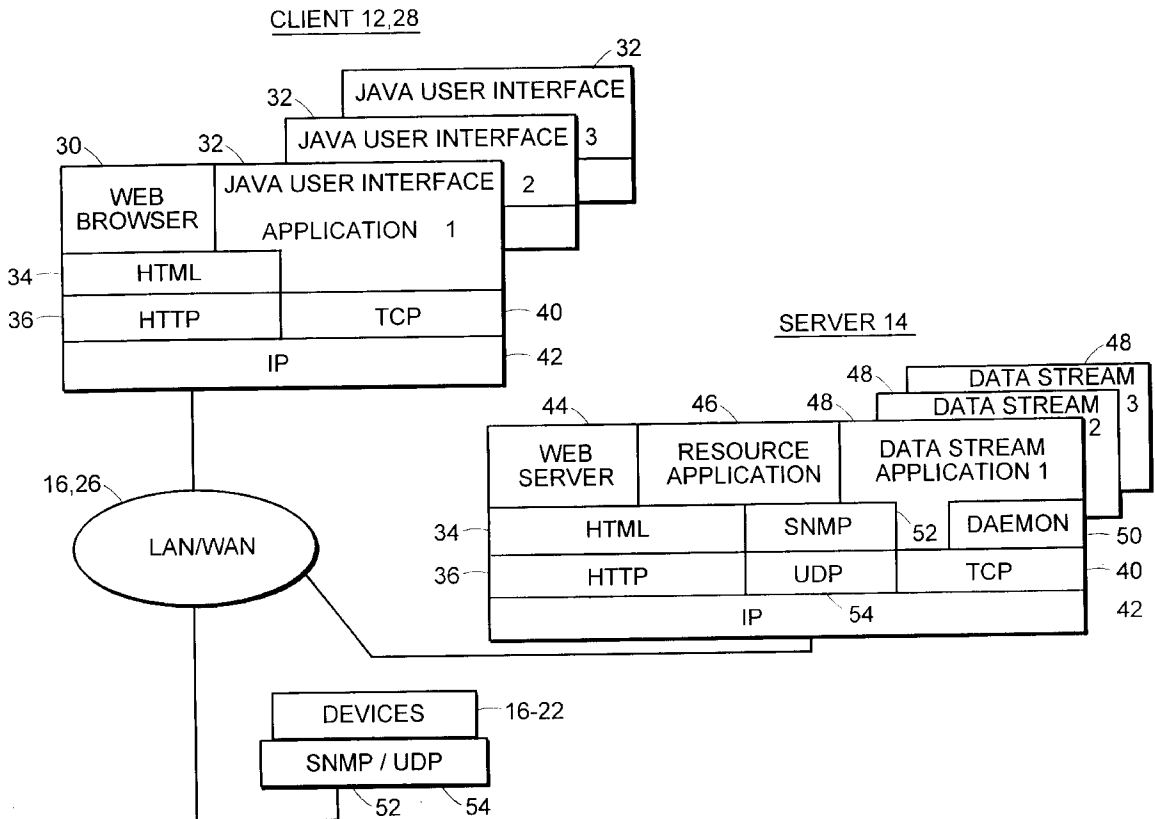 CLIENT 12,28
32
JAVA USER INTERFACE
3
32
JAVA USER INTERFACE
2
30
32
WEB
BROWSER
JAVA USER INTERFACE
APPLICATION 1
34
HTML
36
HTTP
TCP
40
IP
42
SERVER 14
48
DATA STREAM
3
48
DATA STREAM
2
44
46
48
WEB
SERVER
RESOURCE
APPLICATION
DATA STREAM
APPLICATION 1
16,26
LAN/WAN
34
HTML
SNMP
52
DAEMON
50
36
HTTP
UDP
TCP
40
IP
54
42
DEVICES
16-22
SNMP / UDP
52
54